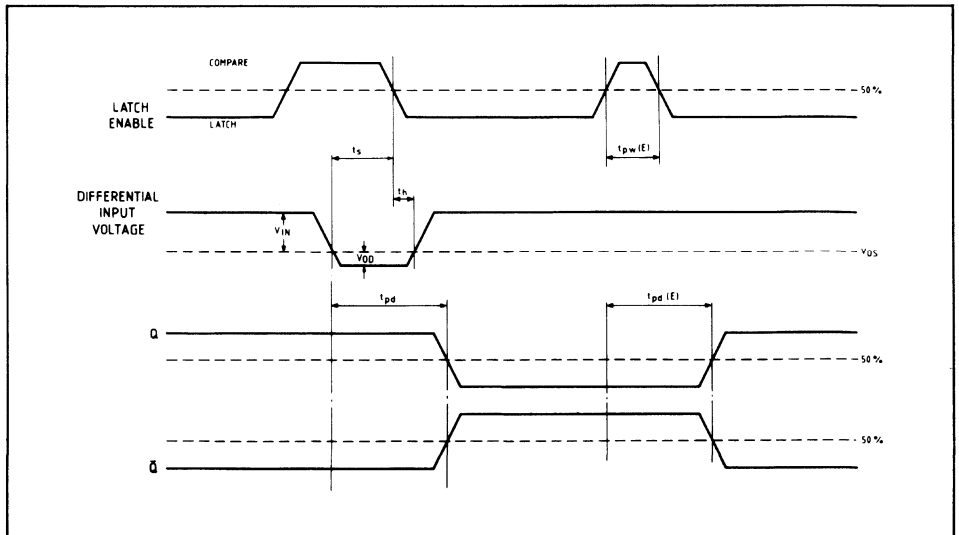 COMPARE
50%
LATCH
ENABLE
LATCH
ts
tpw(E)
th
DIFFERENTIAL
INPUT
VOLTAGE
VIN
VOD
VOS
tpd
tpd(E)
Q
50%
50%
Q̄